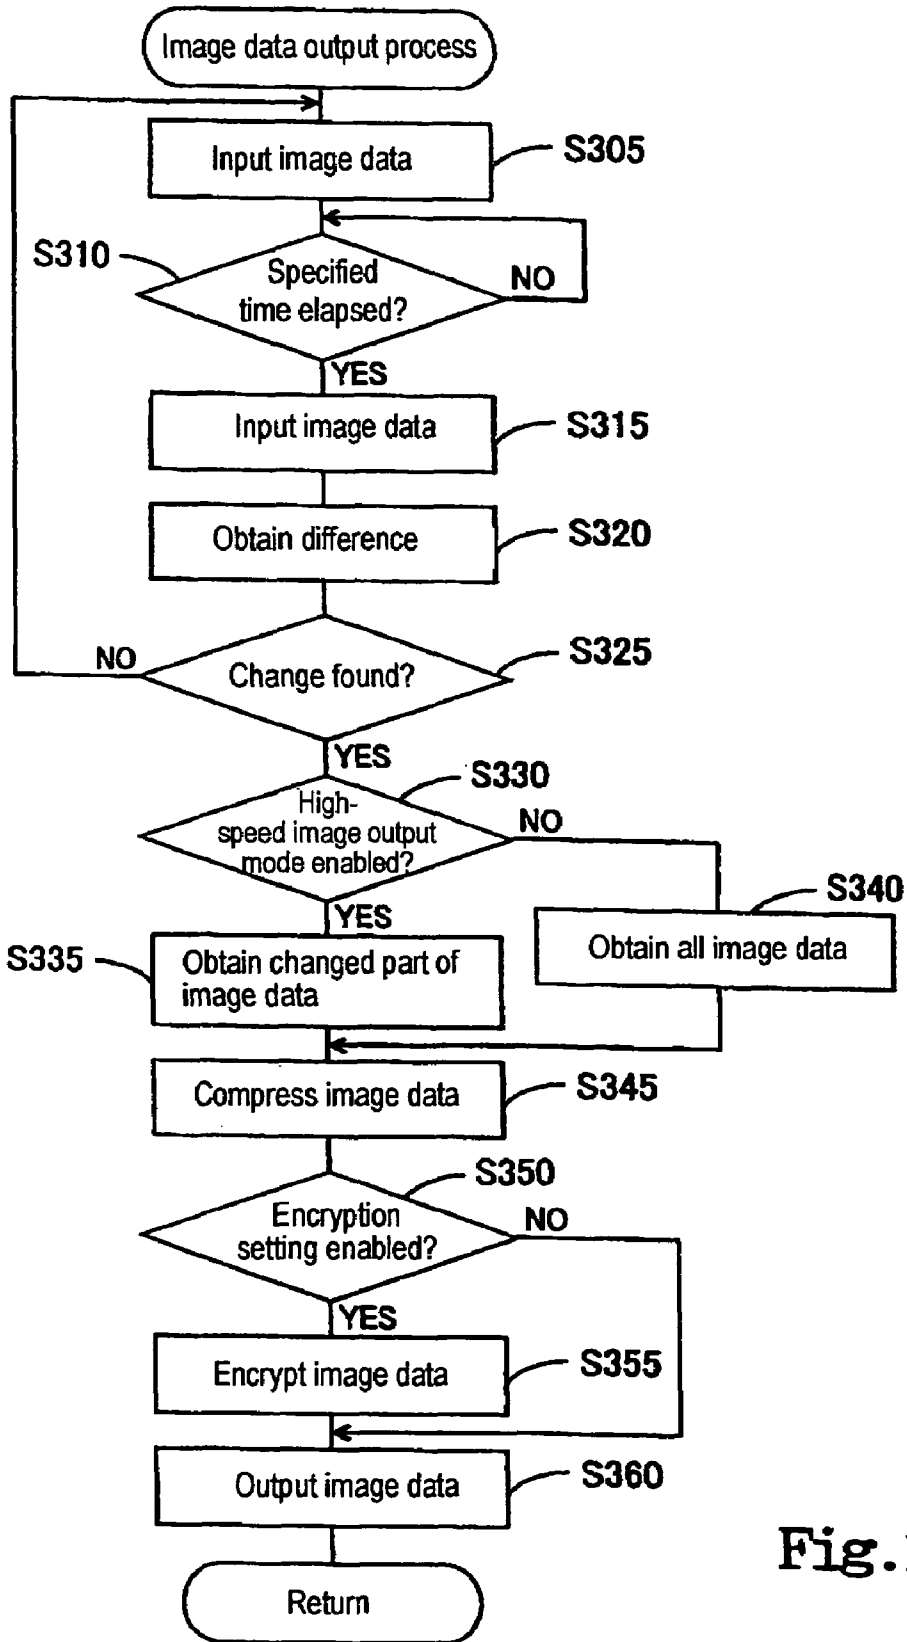 Image data output process
Input image data
S305
S310
Specified
time elapsed?
NO
YES
Input image data
S315
Obtain difference
S320
NO
Change found?
S325
YES
S330
High-
speed image output
mode enabled?
NO
YES
S340
Obtain all image data
S335
Obtain changed part of
image data
Compress image data
S345
S350
Encryption
setting enabled?
NO
YES
Encrypt image data
S355
Output image data
S360
Return
Fig.